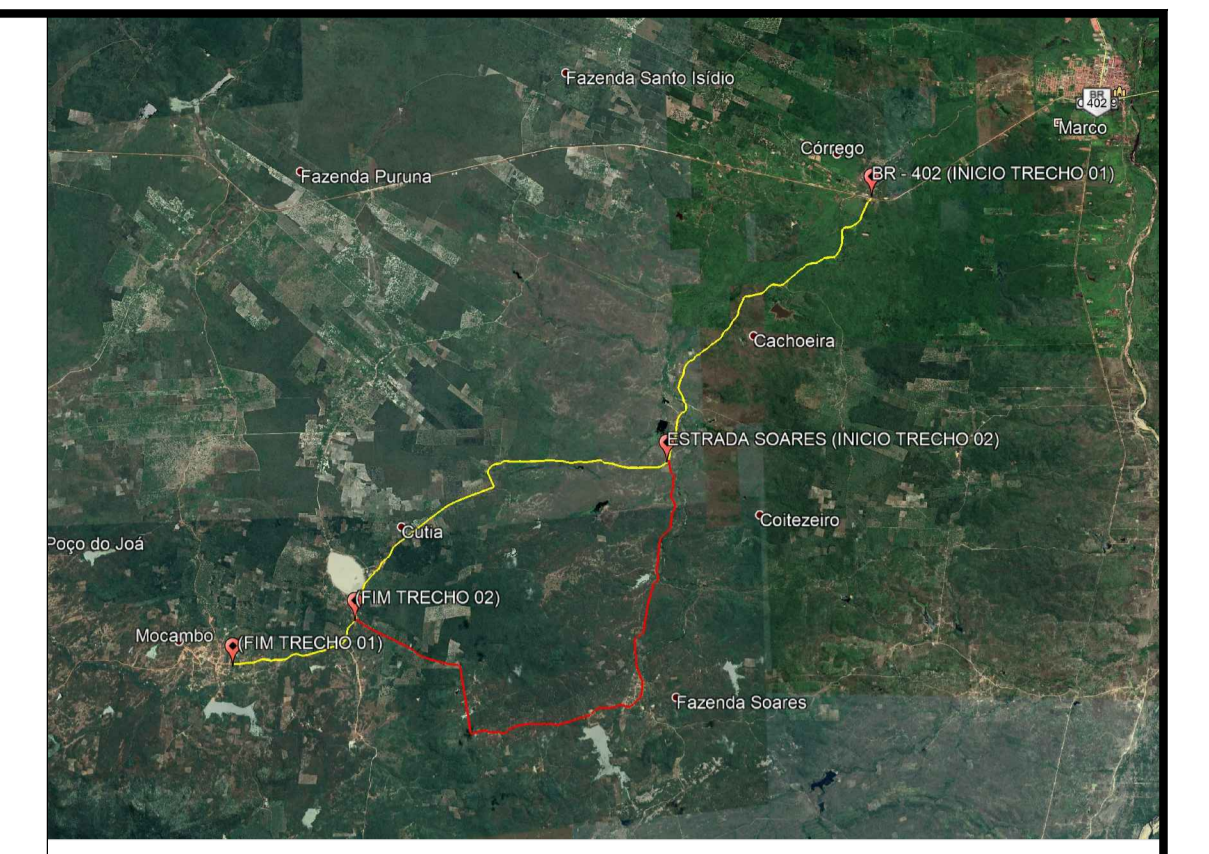 Fazenda Santo Isídio
BR
402
Marco
Córrego
Fazenda Puruna
BR - 402 (INICIO TRECHO 01)
Cachoeira
ESTRADA SOARES (INICIO TRECHO 02)
Coitezeiro
Cutia
Poço do Joá
(FIM TRECHO 02)
Mocambo
(FIM TRECHO 01)
Fazenda Soares